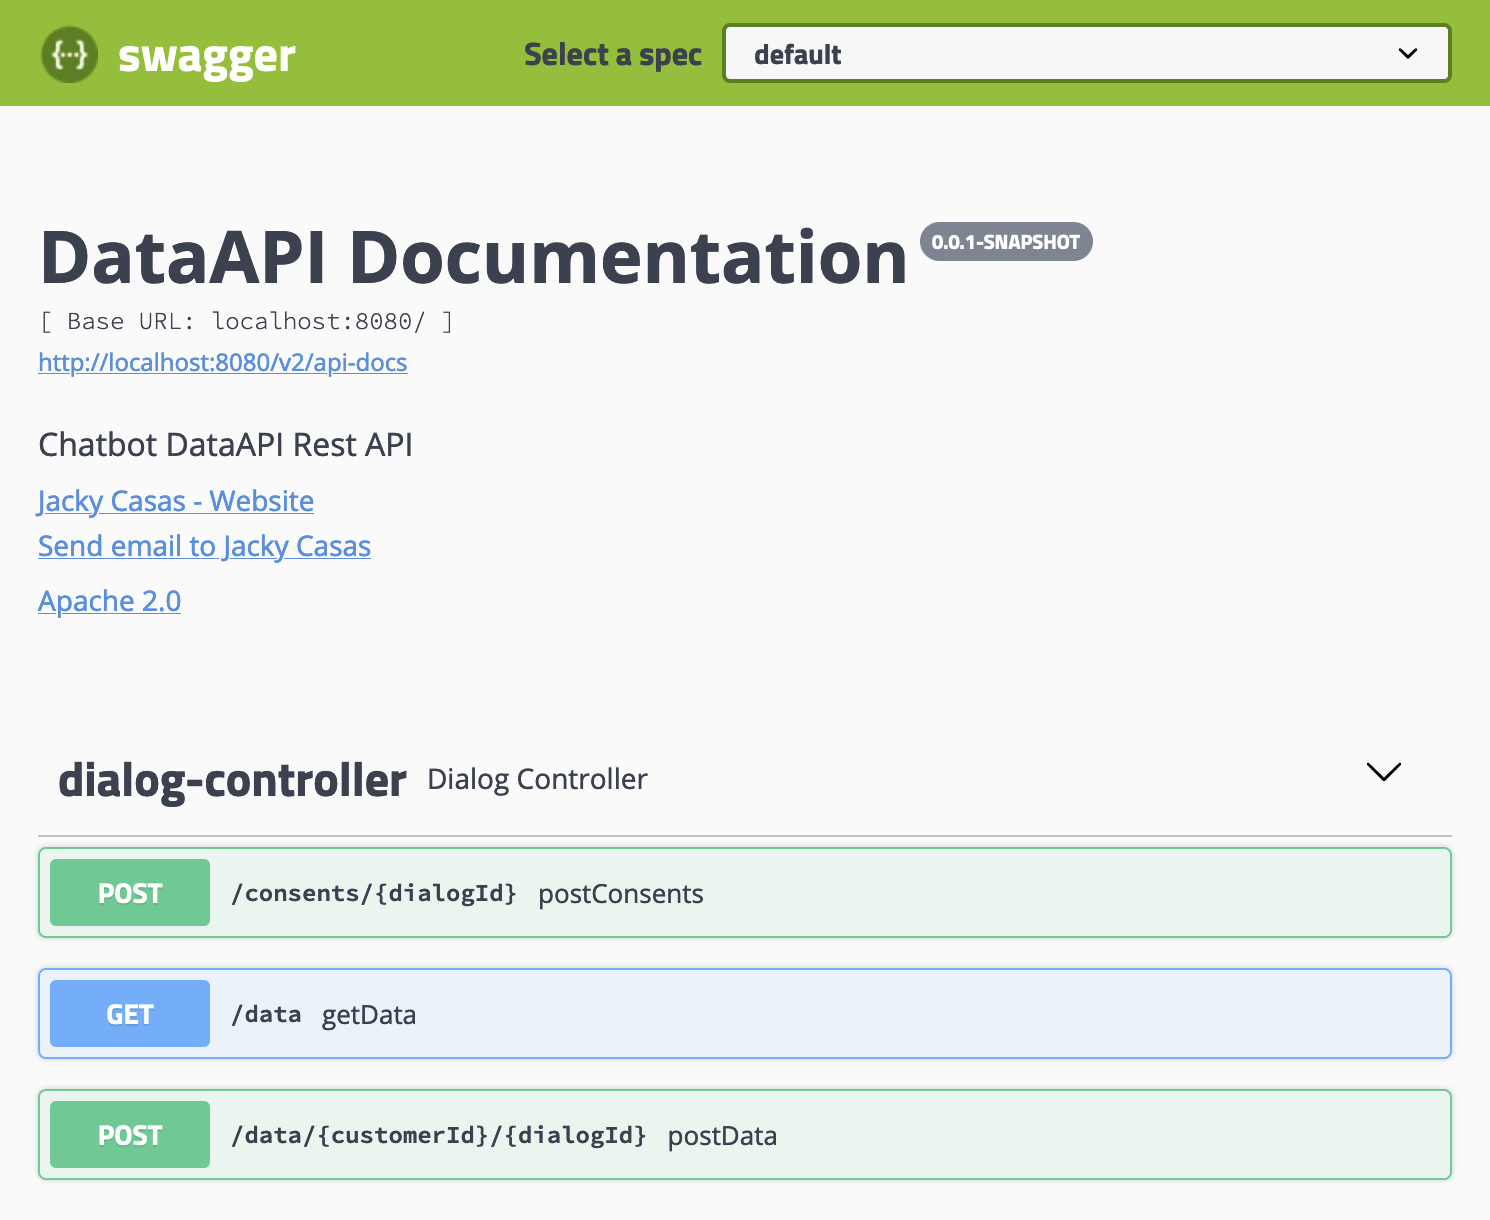 {...} swagger Select a spec default
DataAPI Documentation 0.0.1-SNAPSHOT
[ Base URL: localhost:8080/ ]
http://localhost:8080/v2/api-docs
Chatbot DataAPI Rest API
Jacky Casas - Website
Send email to Jacky Casas
Apache 2.0
dialog-controller Dialog Controller
POST /consents/{dialogId} postConsents
GET /data getData
POST /data/{customerId}/{dialogId} postData